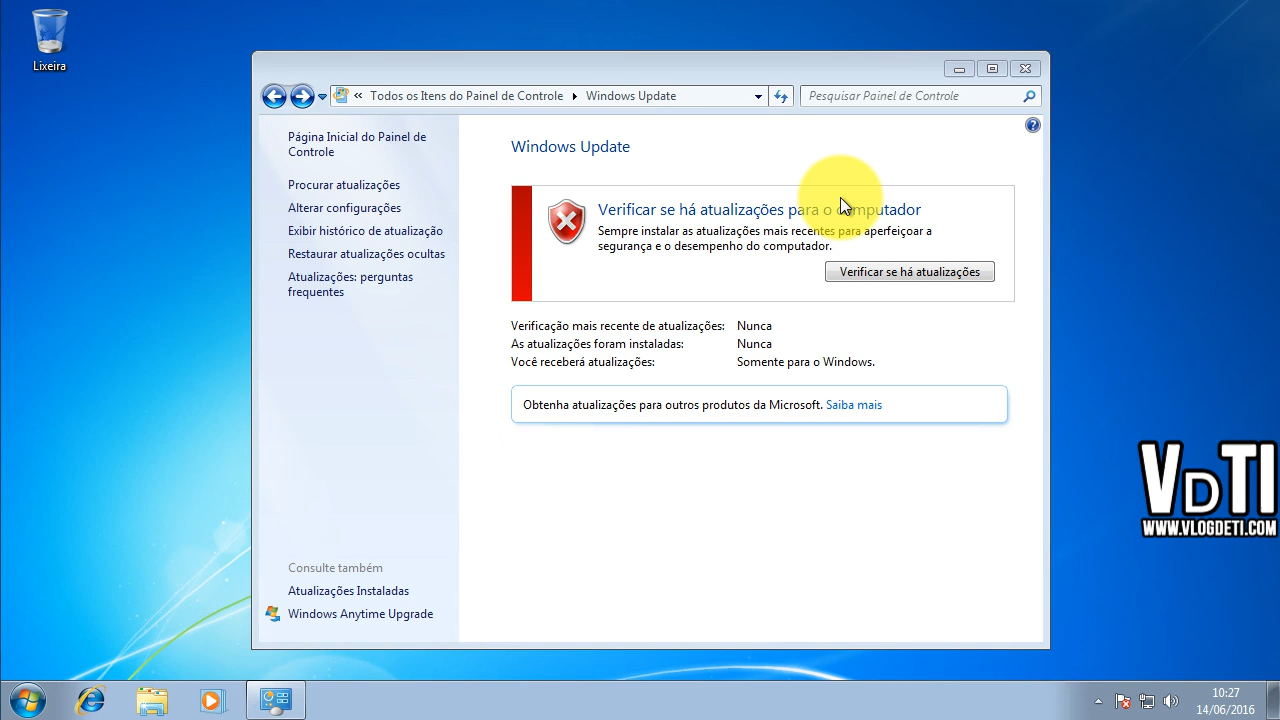 Lixeira
« Todos os Itens do Painel de Controle ▸ Windows Update
Pesquisar Painel de Controle
Página Inicial do Painel de
Controle
Procurar atualizações
Alterar configurações
Exibir histórico de atualização
Restaurar atualizações ocultas
Atualizações: perguntas
frequentes
Windows Update
Verificar se há atualizações para o computador
Sempre instalar as atualizações mais recentes para aperfeiçoar a
segurança e o desempenho do computador.
Verificar se há atualizações
Verificação mais recente de atualizações: Nunca
As atualizações foram instaladas: Nunca
Você receberá atualizações: Somente para o Windows.
Obtenha atualizações para outros produtos da Microsoft. Saiba mais
Consulte também
Atualizações Instaladas
Windows Anytime Upgrade
VDTI
WWW.VLOGDETI.COM
10:27
14/06/2016